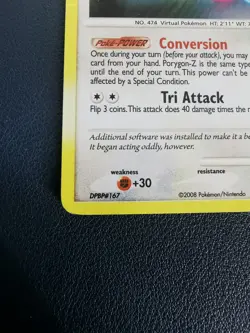 NO. 474 Virtual Pokémon HT: 2'11" WT:
Poké-POWER Conversion
Once during your turn (before your attack), you may
card from your hand. Porygon-Z is the same type
until the end of your turn. This power can't be
affected by a Special Condition.
Tri Attack
Flip 3 coins. This attack does 40 damage times the n
Additional software was installed to make it a be
It began acting oddly, however.
weakness resistance
+30
DPBP#167
©2008 Pokémon/Nintendo